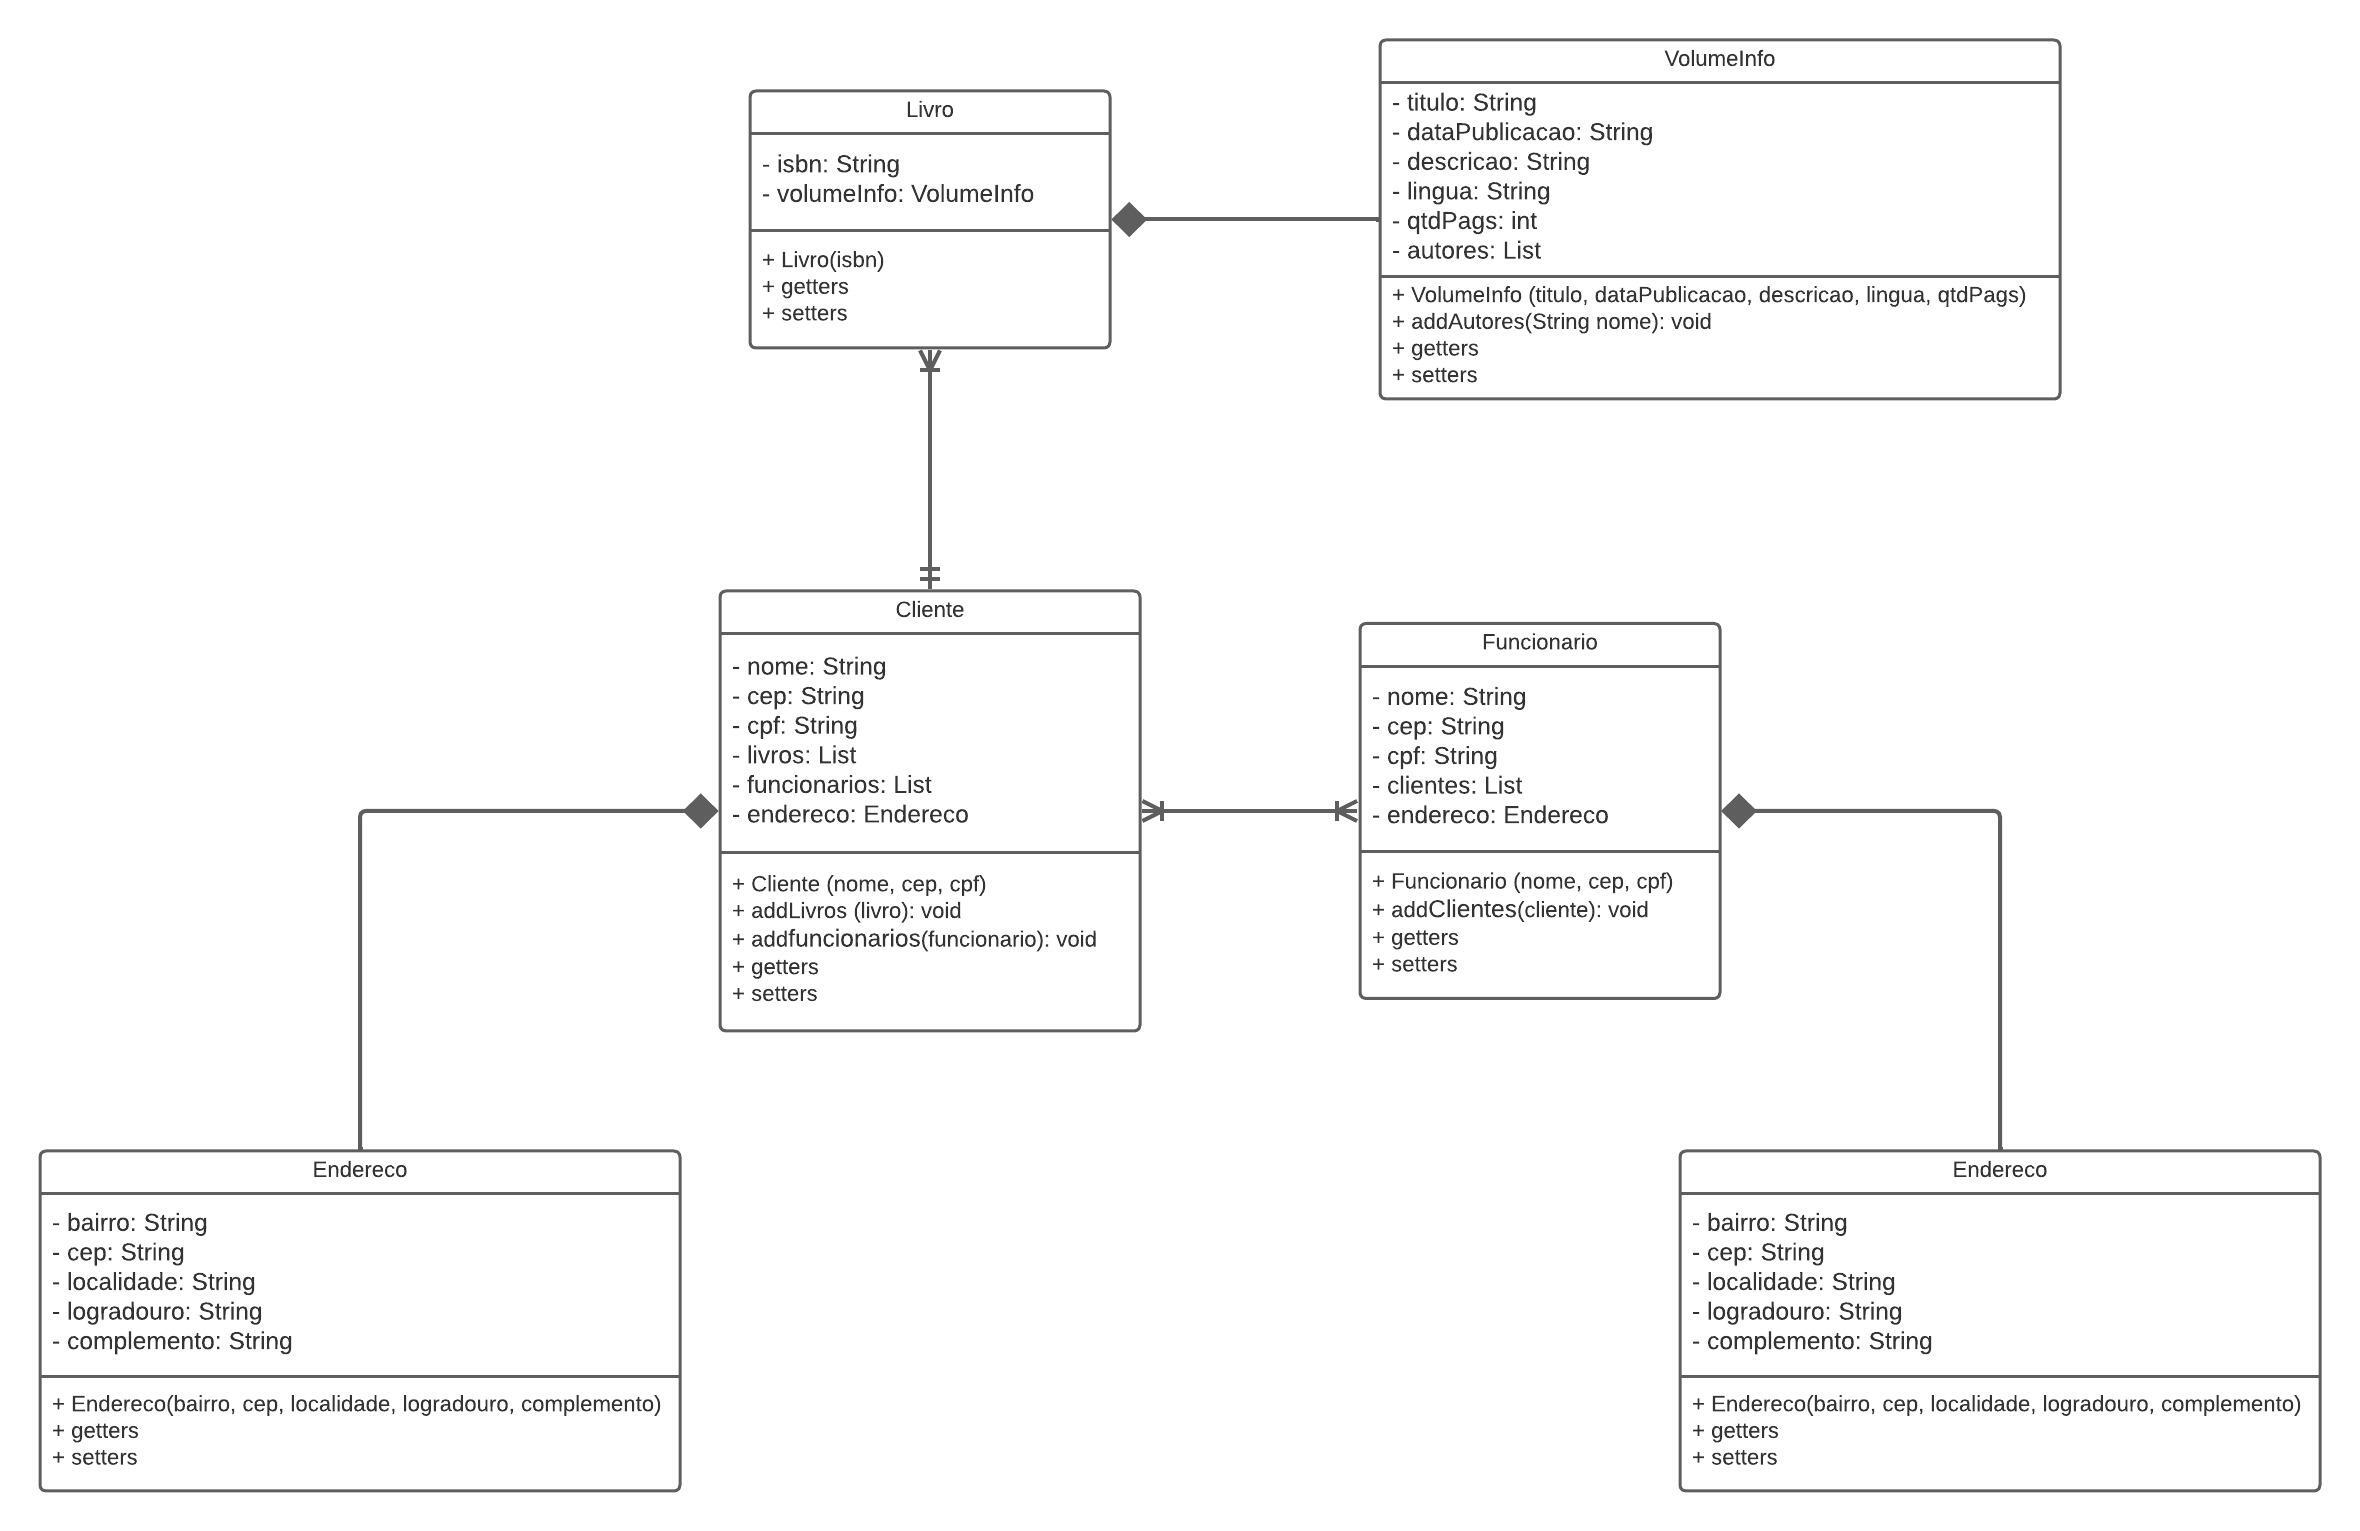 VolumeInfo
- titulo: String
- dataPublicacao: String
- descricao: String
- lingua: String
- qtdPags: int
- autores: List
+ VolumeInfo (titulo, dataPublicacao, descricao, lingua, qtdPags)
+ addAutores(String nome): void
+ getters
+ setters
Livro
- isbn: String
- volumeInfo: VolumeInfo
+ Livro(isbn)
+ getters
+ setters
Cliente
- nome: String
- cep: String
- cpf: String
- livros: List
- funcionarios: List
- endereco: Endereco
+ Cliente (nome, cep, cpf)
+ addLivros (livro): void
+ addfuncionarios(funcionario): void
+ getters
+ setters
Funcionario
- nome: String
- cep: String
- cpf: String
- clientes: List
- endereco: Endereco
+ Funcionario (nome, cep, cpf)
+ addClientes(cliente): void
+ getters
+ setters
Endereco
- bairro: String
- cep: String
- localidade: String
- logradouro: String
- complemento: String
+ Endereco(bairro, cep, localidade, logradouro, complemento)
+ getters
+ setters
Endereco
- bairro: String
- cep: String
- localidade: String
- logradouro: String
- complemento: String
+ Endereco(bairro, cep, localidade, logradouro, complemento)
+ getters
+ setters